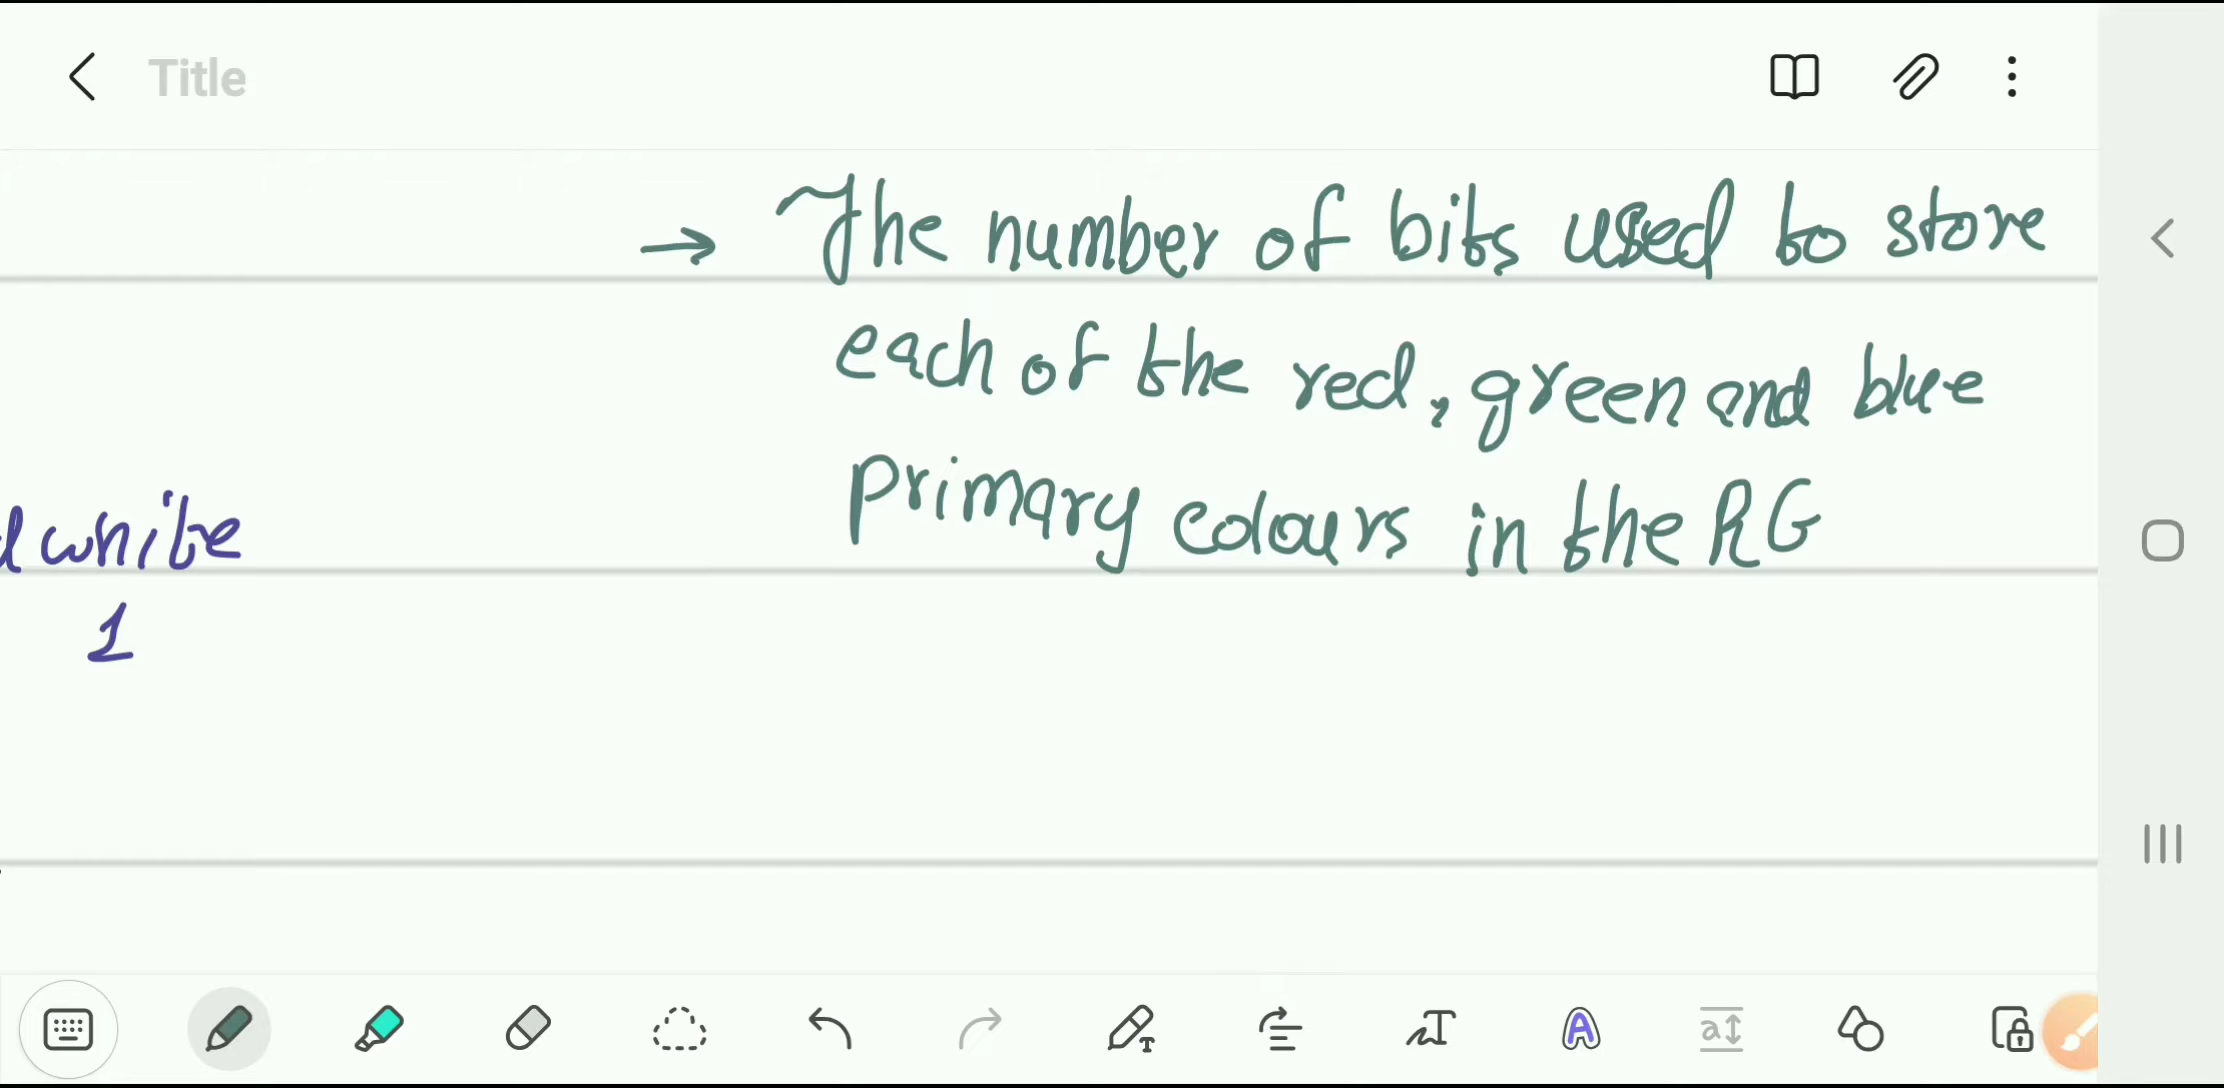 Title
→ The number of bits used to store
each of the red, green and blue
primary colours in the RG
white
1